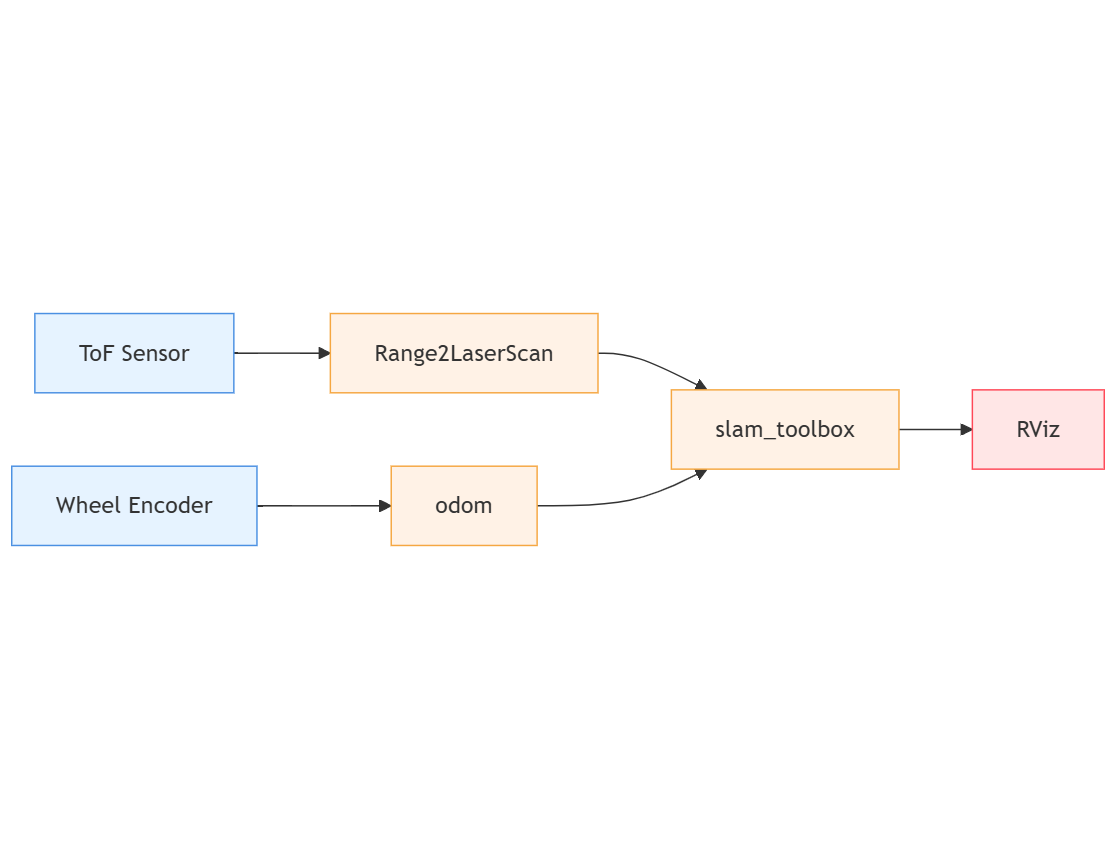 ToF Sensor
Range2LaserScan
slam_toolbox
RViz
Wheel Encoder
odom